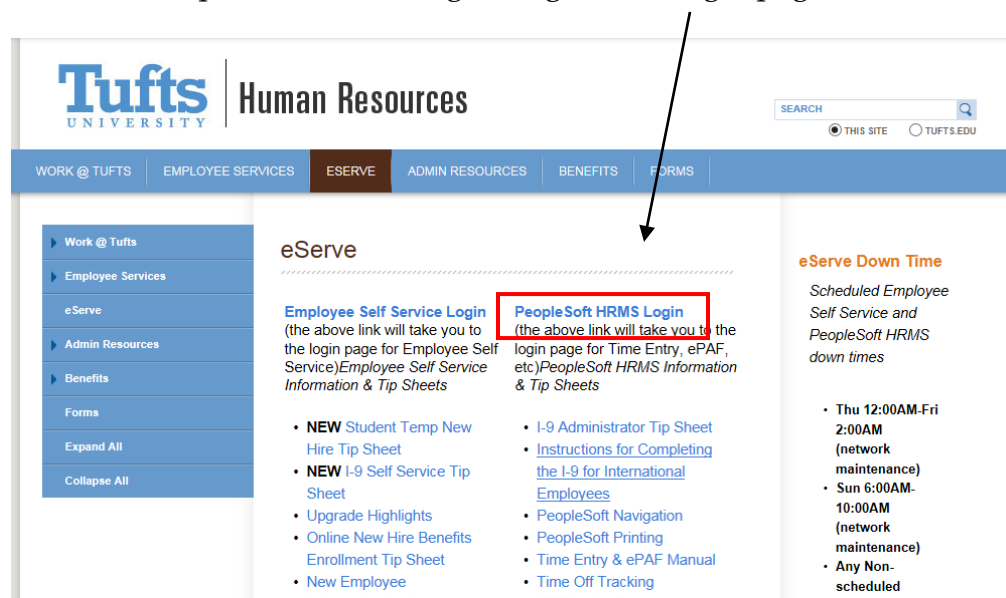 Tufts
UNIVERSITY
Human Resources
SEARCH
THIS SITE TUFTS.EDU
WORK @ TUFTS EMPLOYEE SERVICES ESERVE ADMIN RESOURCES BENEFITS FORMS
Work @ Tufts
Employee Services
eServe
Admin Resources
Benefits
Forms
Expand All
Collapse All
eServe
Employee Self Service Login
(the above link will take you to
the login page for Employee Self
Service)Employee Self Service
Information & Tip Sheets
• NEW Student Temp New
Hire Tip Sheet
• NEW I-9 Self Service Tip
Sheet
• Upgrade Highlights
• Online New Hire Benefits
Enrollment Tip Sheet
• New Employee
PeopleSoft HRMS Login
(the above link will take you to the
login page for Time Entry, ePAF,
etc)PeopleSoft HRMS Information
& Tip Sheets
• I-9 Administrator Tip Sheet
• Instructions for Completing
the I-9 for International
Employees
• PeopleSoft Navigation
• PeopleSoft Printing
• Time Entry & ePAF Manual
• Time Off Tracking
eServe Down Time
Scheduled Employee
Self Service and
PeopleSoft HRMS
down times
• Thu 12:00AM-Fri
2:00AM
(network
maintenance)
• Sun 6:00AM-
10:00AM
(network
maintenance)
• Any Non-
scheduled